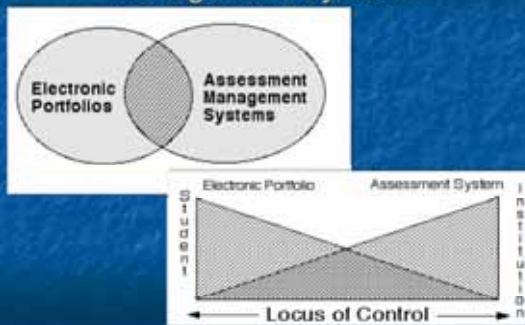 Electronic
Portfolios
Assessment
Management
Systems
Electronic Portfolio
Assessment System
Student
Institution
Locus of Control